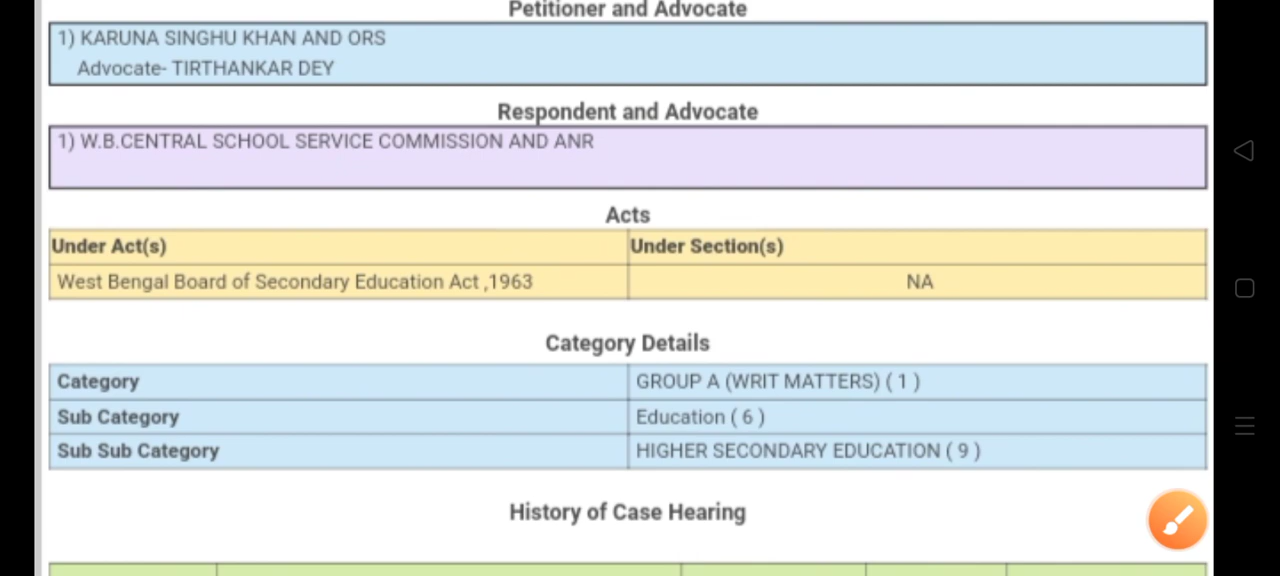 Petitioner and Advocate
1) KARUNA SINGHU KHAN AND ORS
Advocate- TIRTHANKAR DEY
Respondent and Advocate
1) W.B.CENTRAL SCHOOL SERVICE COMMISSION AND ANR
Acts
Under Act(s) Under Section(s)
West Bengal Board of Secondary Education Act ,1963 NA
Category Details
Category GROUP A (WRIT MATTERS) ( 1 )
Sub Category Education ( 6 )
Sub Sub Category HIGHER SECONDARY EDUCATION ( 9 )
History of Case Hearing